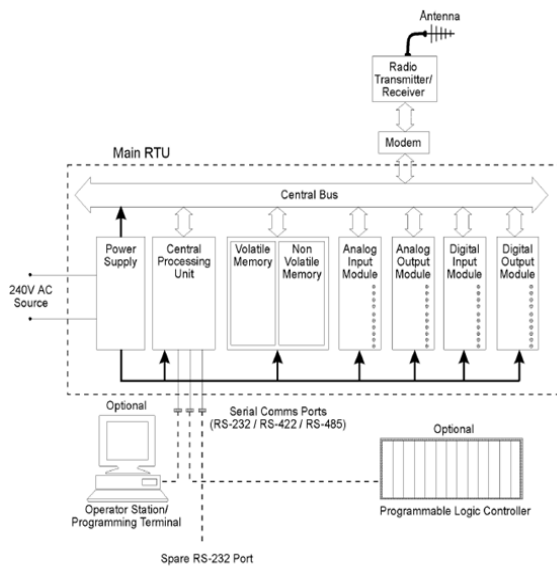 Antenna
Radio
Transmitter/
Receiver
Modem
Main RTU
Central Bus
Power
Supply
Central
Processing
Unit
Volatile
Memory
Non
Volatile
Memory
Analog
Input
Module
Analog
Output
Module
Digital
Input
Module
Digital
Output
Module
240V AC
Source
Optional
Serial Comms Ports
(RS-232 / RS-422 / RS-485)
Optional
Operator Station/
Programming Terminal
Programmable Logic Controller
Spare RS-232 Port